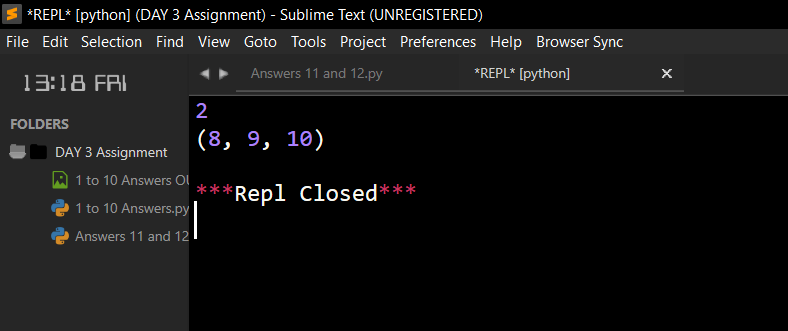 *REPL* [python] (DAY 3 Assignment) - Sublime Text (UNREGISTERED)
File Edit Selection Find View Goto Tools Project Preferences Help Browser Sync
13:18 FRI
Answers 11 and 12.py
*REPL* [python]
FOLDERS
DAY 3 Assignment
1 to 10 Answers OU
1 to 10 Answers.py
Answers 11 and 12
2
(8, 9, 10)
***Repl Closed***